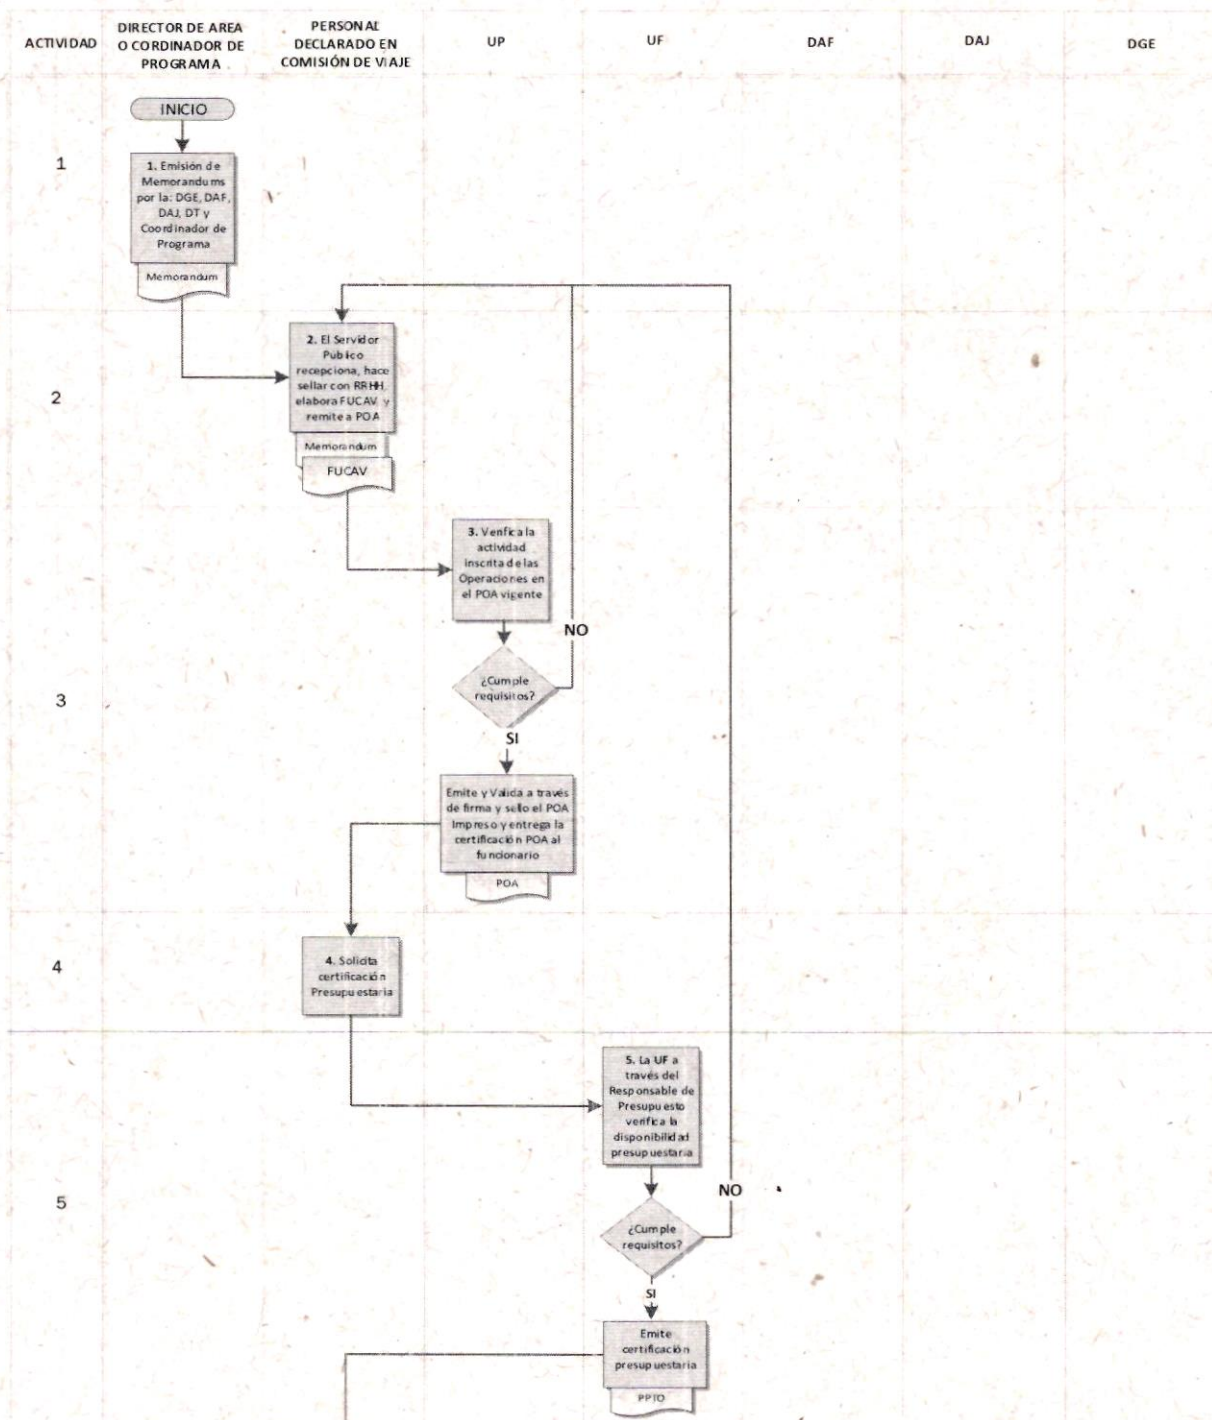 ACTIVIDAD
DIRECTOR DE AREA
O CORDINADOR DE
PROGRAMA
PERSONAL
DECLARADO EN
COMISIÓN DE VIAJE
UP
UF
DAF
DAJ
DGE
INICIO
1
1. Emisión de
Memorandums
por la: DGE, DAF,
DAJ, DT y
Coordinador de
Programa
Memorandum
2
2. El Servidor
Publico
recepciona, hace
sellar con RRHH,
elabora FUCAV y
remite a POA
Memorandum
FUCAV
3. Verifica la
actividad
inscrita de las
Operaciones en
el POA vigente
NO
3
¿Cumple
requisitos?
SI
Emite y Valida a través
de firma y sello el POA
Impreso y entrega la
certificación POA al
funcionario
POA
4
4. Solicita
certificación
Presupuestaria
5. La UF a
través del
Responsable de
Presupuesto
verifica la
disponibilidad
presupuestaria
NO
5
¿Cumple
requisitos?
SI
Emite
certificación
presupuestaria
PPTO